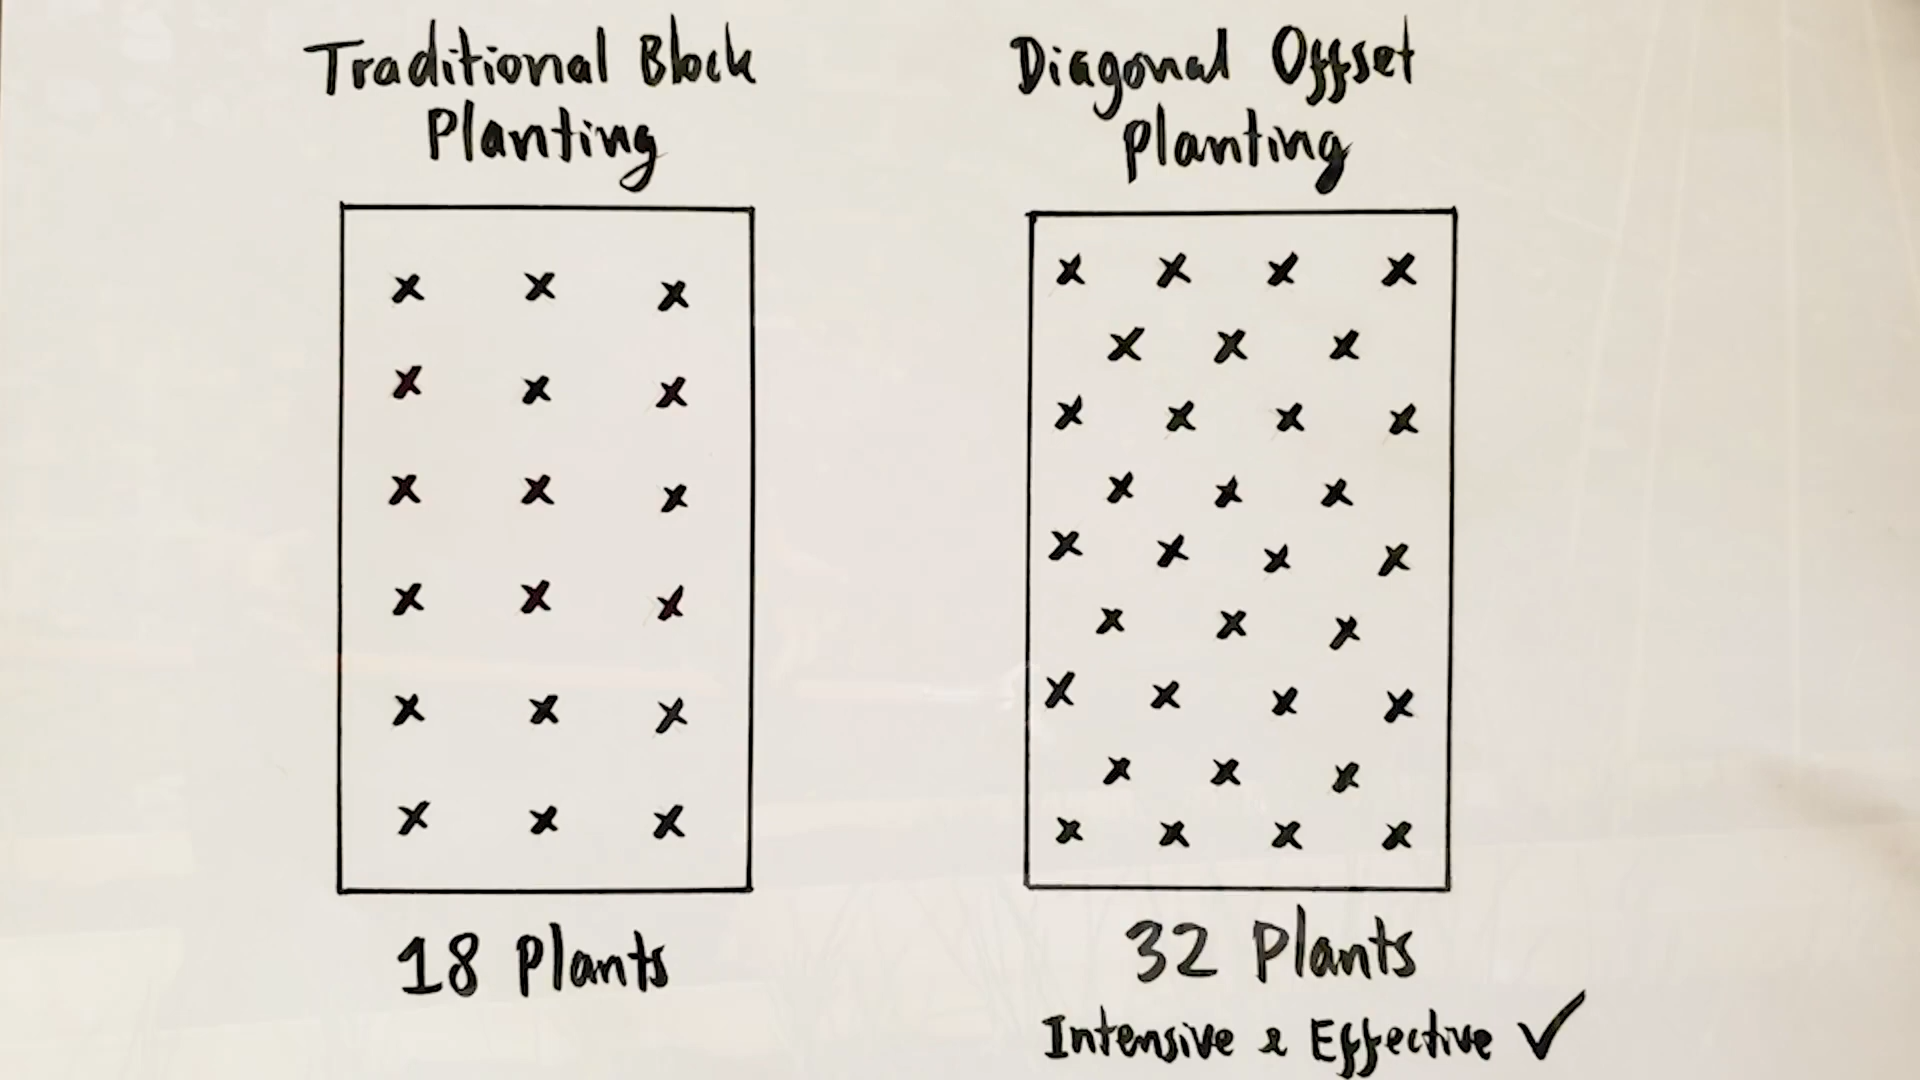 Traditional Block
Planting
x x x
x x x
x x x
x x x
x x x
x x x
18 Plants
Diagonal Offset
Planting
x x x x
x x x
x x x x
x x x
x x x x
x x x
x x x x
x x x
x x x x
32 Plants
Intensive & Effective ✓